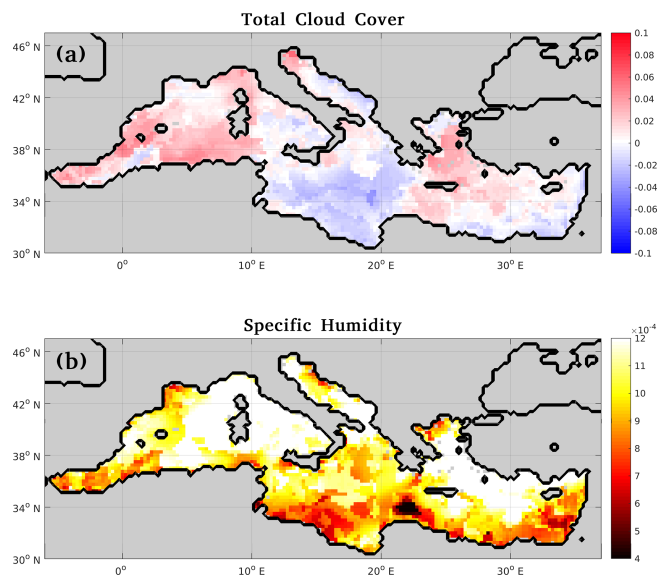 Total Cloud Cover
(a)
46° N
42° N
38° N
34° N
30° N
0°
10° E
20° E
30° E
0.1
0.08
0.06
0.04
0.02
0
-0.02
-0.04
-0.06
-0.08
-0.1
Specific Humidity
(b)
46° N
42° N
38° N
34° N
30° N
0°
10° E
20° E
30° E
×10⁻⁴
12
11
10
9
8
7
6
5
4